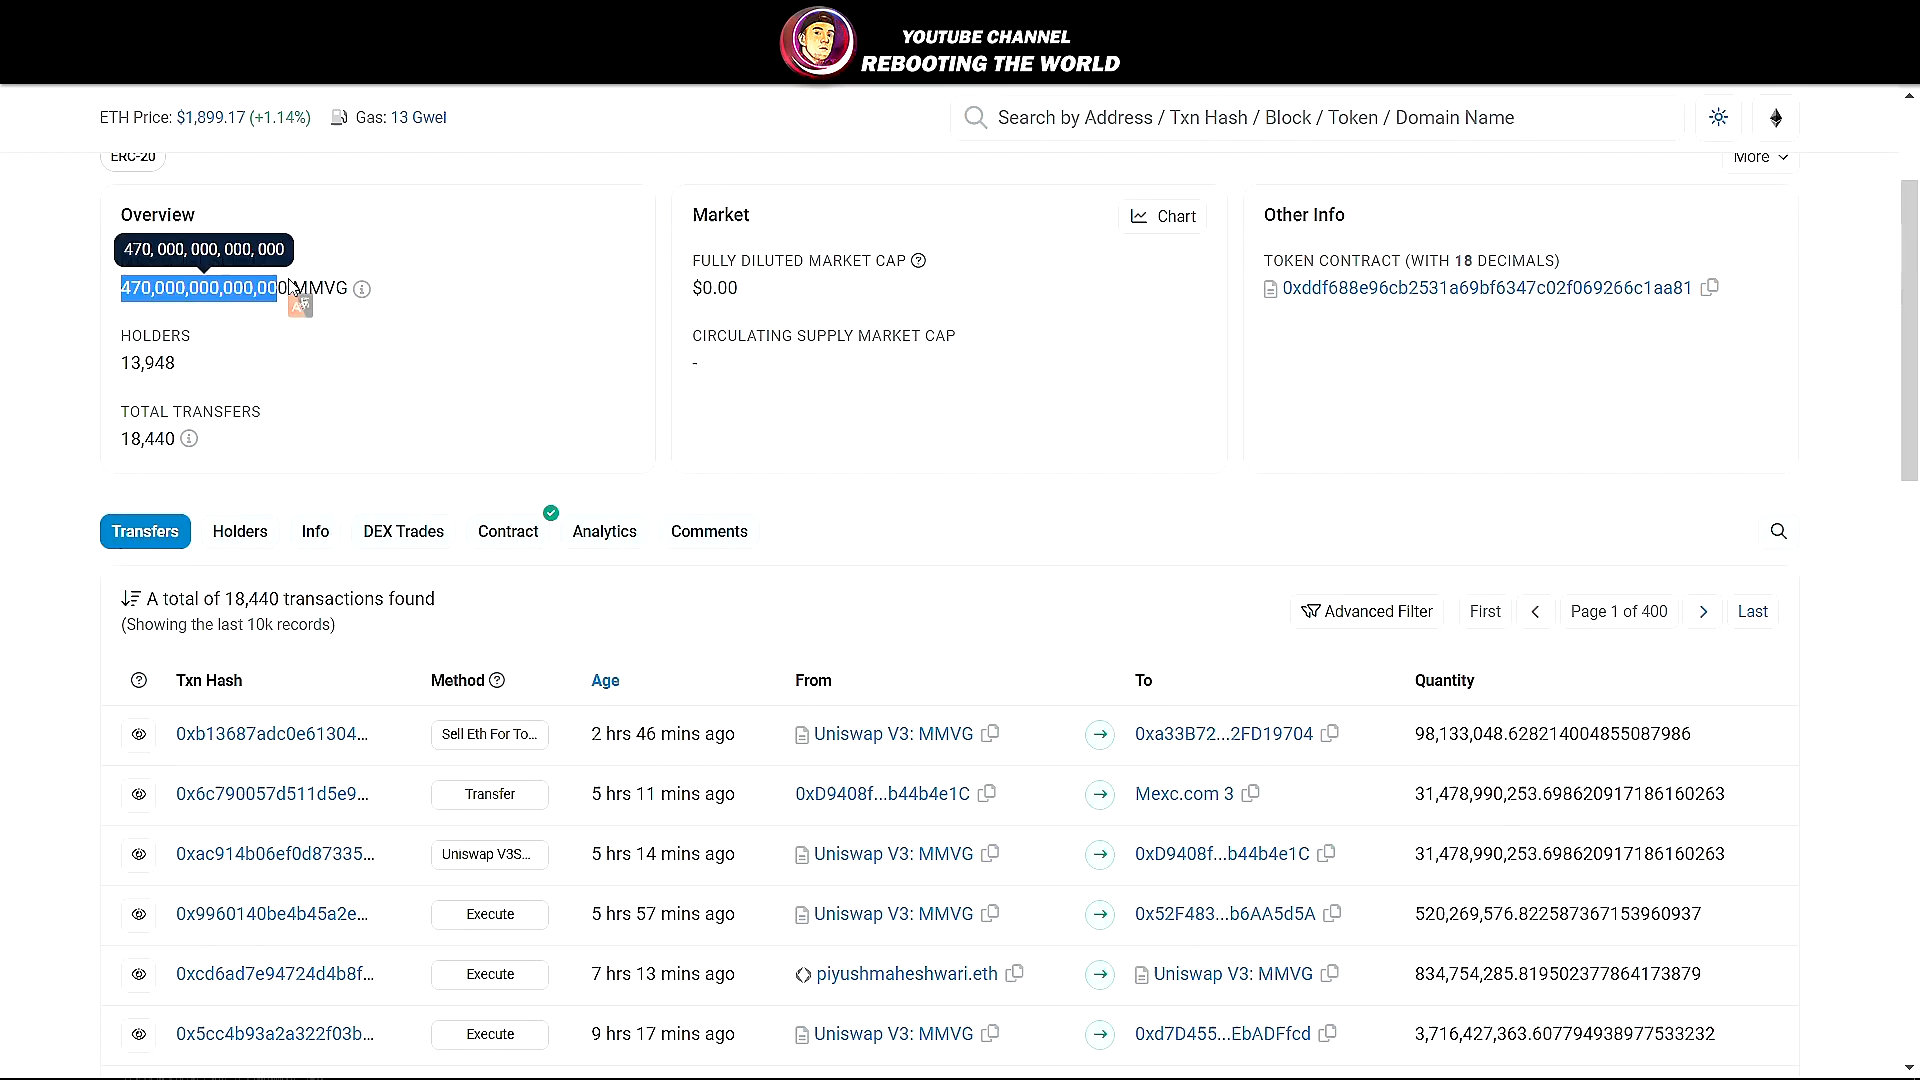 YOUTUBE CHANNEL
REBOOTING THE WORLD
ETH Price: $1,899.17 (+1.14%) Gas: 13 Gwei
Search by Address / Txn Hash / Block / Token / Domain Name
ERC-20
More
Overview
470, 000, 000, 000, 000
470,000,000,000,000 MMVG
HOLDERS
13,948
TOTAL TRANSFERS
18,440
Market
Chart
FULLY DILUTED MARKET CAP
$0.00
CIRCULATING SUPPLY MARKET CAP
-
Other Info
TOKEN CONTRACT (WITH 18 DECIMALS)
0xddf688e96cb2531a69bf6347c02f069266c1aa81
Transfers Holders Info DEX Trades Contract Analytics Comments
A total of 18,440 transactions found
(Showing the last 10k records)
Advanced Filter First Page 1 of 400 Last
Txn Hash Method Age From To Quantity
0xb13687adc0e61304... Sell Eth For To... 2 hrs 46 mins ago Uniswap V3: MMVG 0xa33B72...2FD19704 98,133,048.628214004855087986
0x6c790057d511d5e9... Transfer 5 hrs 11 mins ago 0xD9408f...b44b4e1C Mexc.com 3 31,478,990,253.698620917186160263
0xac914b06ef0d87335... Uniswap V3S... 5 hrs 14 mins ago Uniswap V3: MMVG 0xD9408f...b44b4e1C 31,478,990,253.698620917186160263
0x9960140be4b45a2e... Execute 5 hrs 57 mins ago Uniswap V3: MMVG 0x52F483...b6AA5d5A 520,269,576.822587367153960937
0xcd6ad7e94724d4b8f... Execute 7 hrs 13 mins ago piyushmaheshwari.eth Uniswap V3: MMVG 834,754,285.819502377864173879
0x5cc4b93a2a322f03b... Execute 9 hrs 17 mins ago Uniswap V3: MMVG 0xd7D455...EbADFfcd 3,716,427,363.607794938977533232